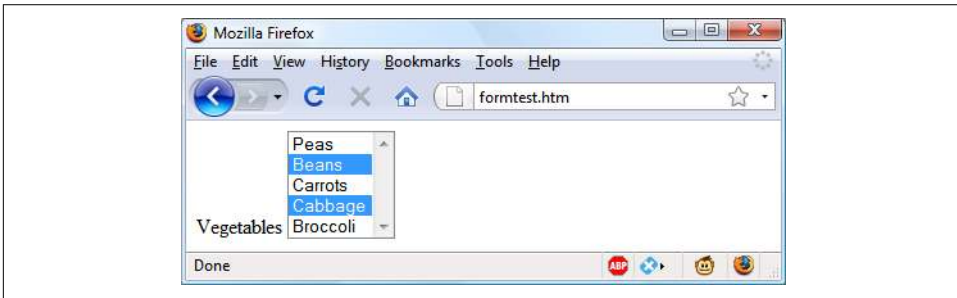 Mozilla Firefox
File Edit View History Bookmarks Tools Help
formtest.htm
Peas
Beans
Carrots
Cabbage
Vegetables Broccoli
Done
ABP